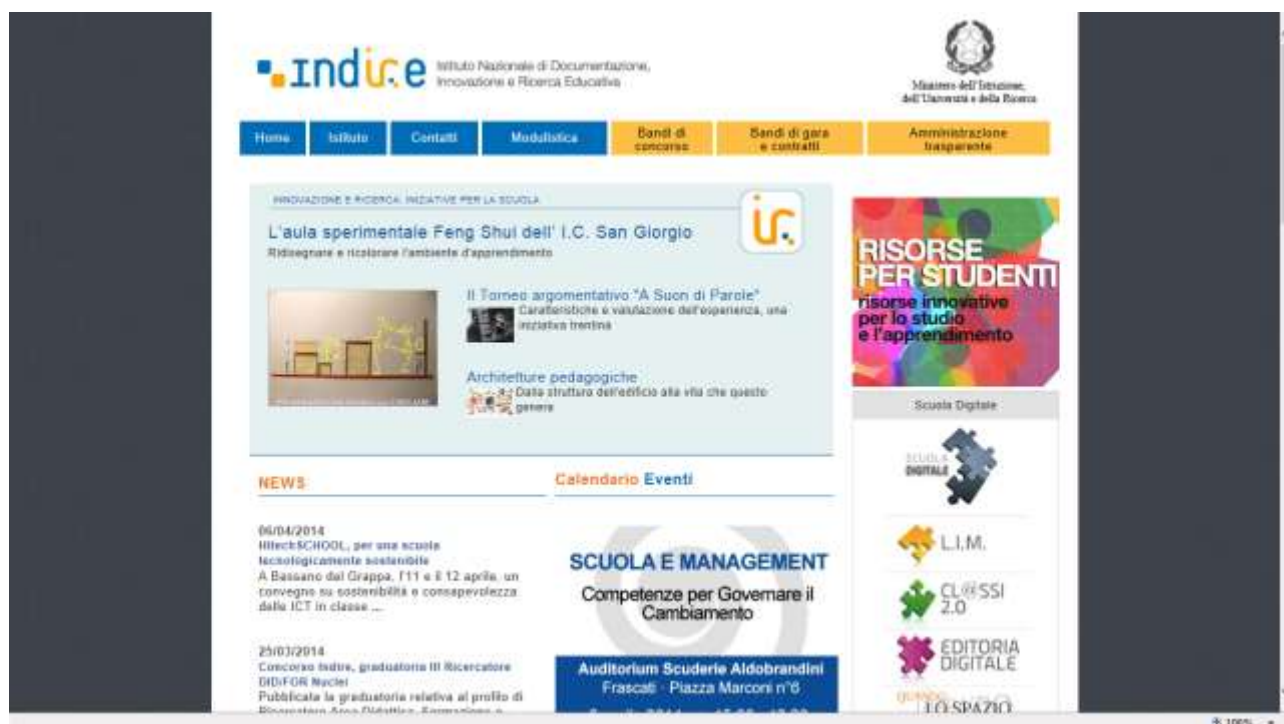 indire Istituto Nazionale di Documentazione,
Innovazione e Ricerca Educativa
Ministero dell'Istruzione,
dell'Università e della Ricerca
Home Istituto Contatti Modulistica Bandi di concorso Bandi di gara e contratti Amministrazione trasparente
INNOVAZIONE E RICERCA: INIZIATIVE PER LA SCUOLA
L'aula sperimentale Feng Shui dell' I.C. San Giorgio
Ridisegnare e ricolorare l'ambiente d'apprendimento
Il Torneo argomentativo "A Suon di Parole"
Caratteristiche e valutazione dell'esperienza, una
iniziativa trentina
Architetture pedagogiche
Dalla struttura dell'edificio alla vita che questo
genera
RISORSE
PER STUDENTI
risorse innovative
per lo studio
e l'apprendimento
Scuola Digitale
SCUOLA
DIGITALE
L.I.M.
CL@SSI
2.0
EDITORIA
DIGITALE
QUANDO
LO SPAZIO
NEWS
06/04/2014
HItechSCHOOL, per una scuola
tecnologicamente sostenibile
A Bassano del Grappa, l'11 e il 12 aprile, un
convegno su sostenibilità e consapevolezza
delle ICT in classe ...
25/03/2014
Concorso Indire, graduatoria III Ricercatore
DIDIFOR Nuclei
Pubblicata la graduatoria relativa al profilo di
Ricercatore Area Didattica, Formazione e
Calendario Eventi
SCUOLA E MANAGEMENT
Competenze per Governare il
Cambiamento
Auditorium Scuderie Aldobrandini
Frascati - Piazza Marconi n°6
100%